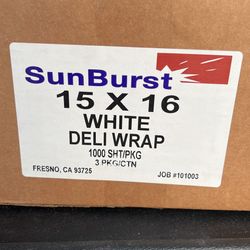 SunBurst
15 X 16
WHITE
DELI WRAP
1000 SHT/PKG
3 PKG/CTN
FRESNO, CA 93725 JOB #101003